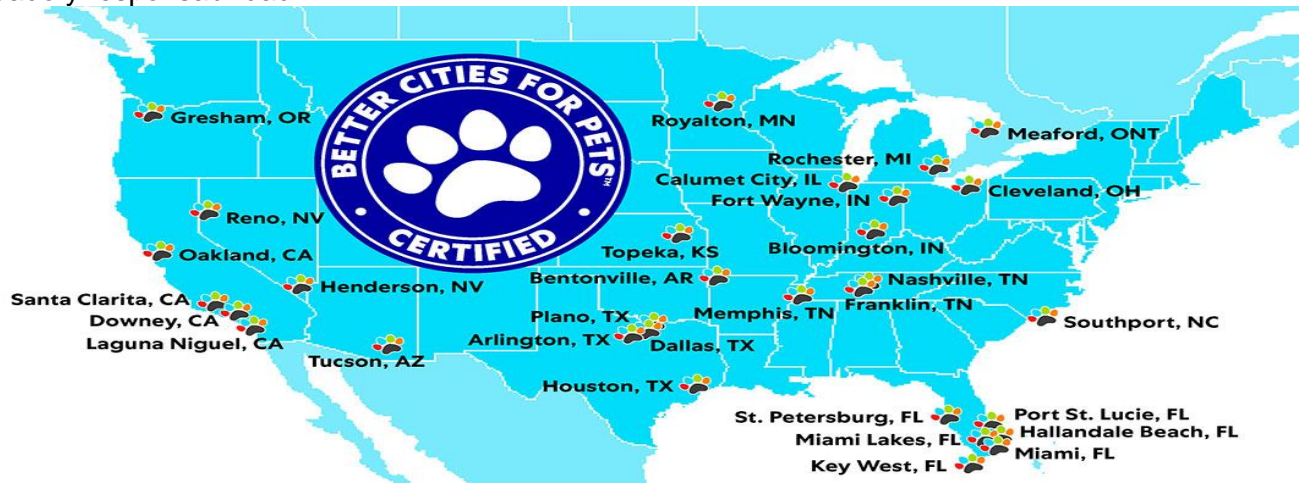 BETTER CITIES FOR PETS™
CERTIFIED
Gresham, OR
Royalton, MN
Meaford, ONT
Rochester, MI
Calumet City, IL
Cleveland, OH
Fort Wayne, IN
Reno, NV
Topeka, KS
Bloomington, IN
Oakland, CA
Bentonville, AR
Nashville, TN
Henderson, NV
Santa Clarita, CA
Memphis, TN
Franklin, TN
Downey, CA
Plano, TX
Southport, NC
Laguna Niguel, CA
Arlington, TX
Dallas, TX
Tucson, AZ
Houston, TX
St. Petersburg, FL
Port St. Lucie, FL
Miami Lakes, FL
Hallandale Beach, FL
Miami, FL
Key West, FL